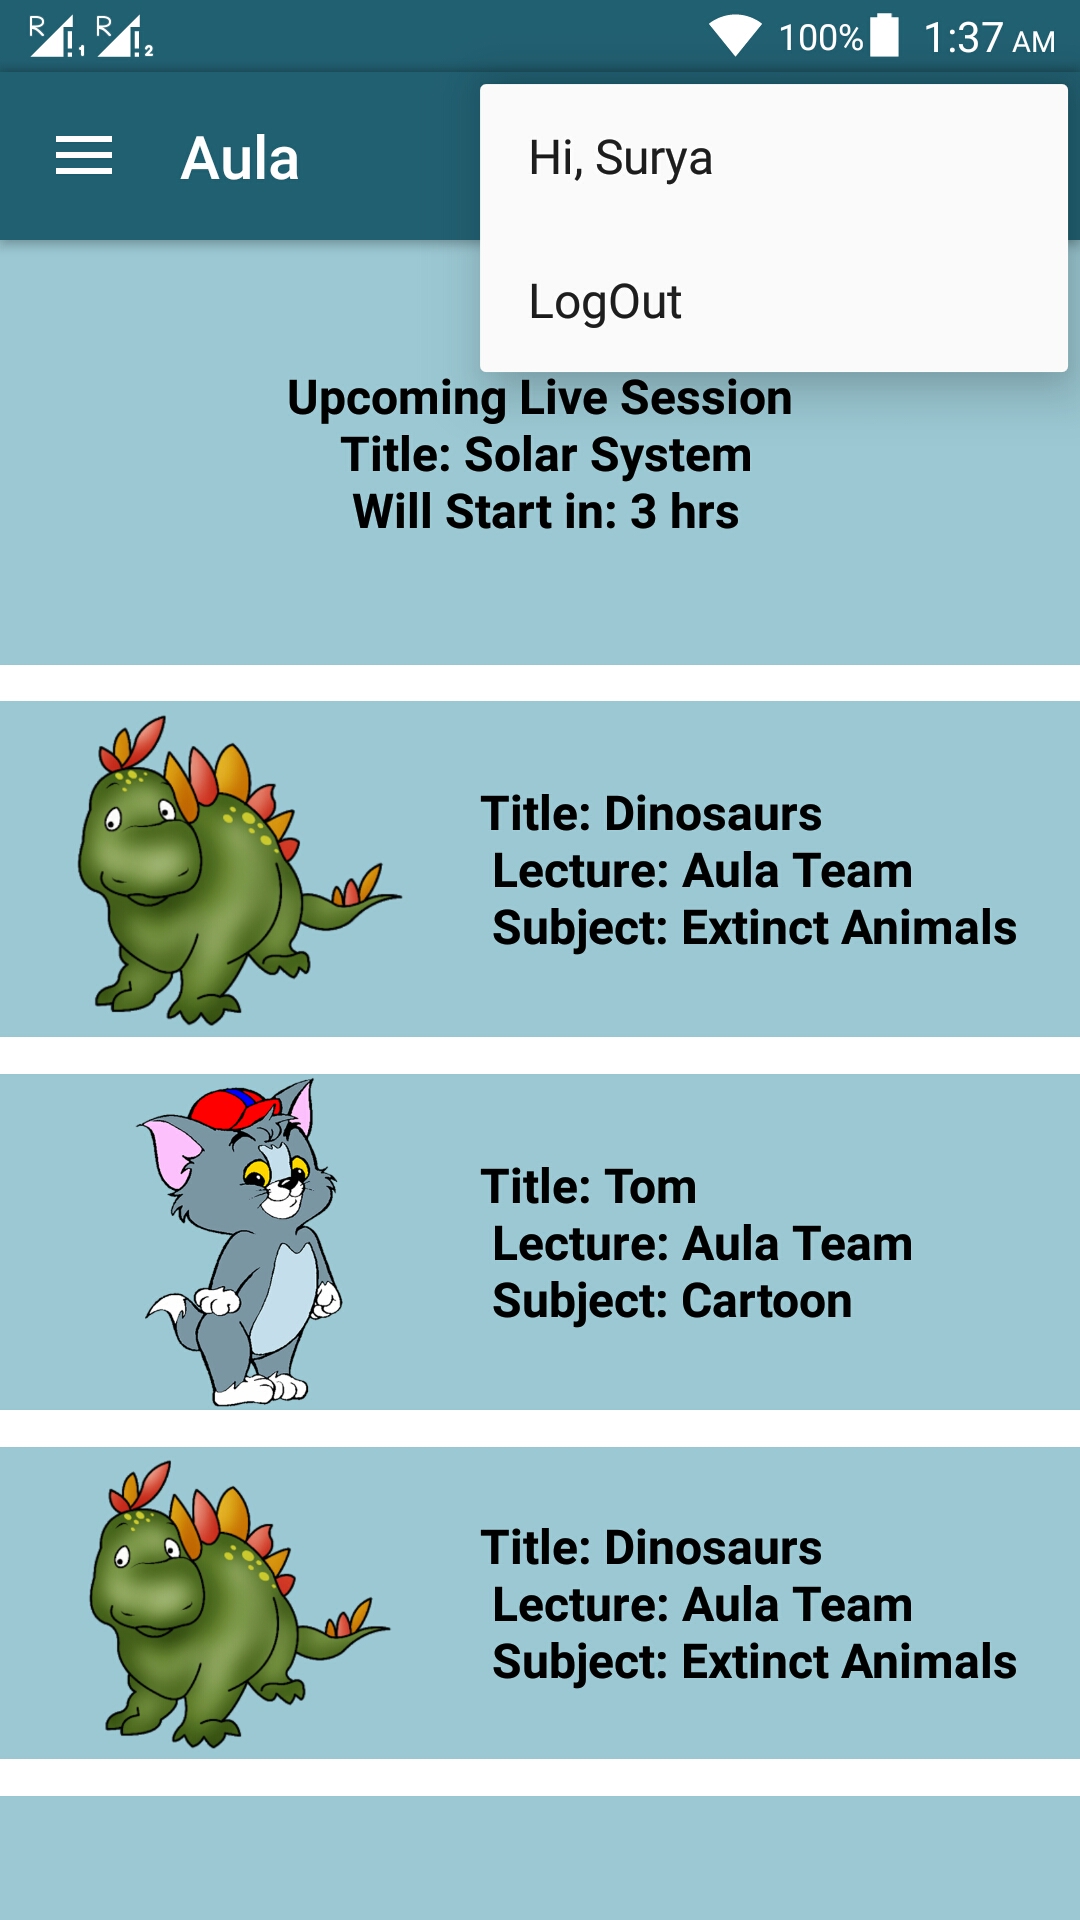 R 1 R 2 100% 1:37 AM
Aula
Hi, Surya
LogOut
Upcoming Live Session
Title: Solar System
Will Start in: 3 hrs
Title: Dinosaurs
Lecture: Aula Team
Subject: Extinct Animals
Title: Tom
Lecture: Aula Team
Subject: Cartoon
Title: Dinosaurs
Lecture: Aula Team
Subject: Extinct Animals